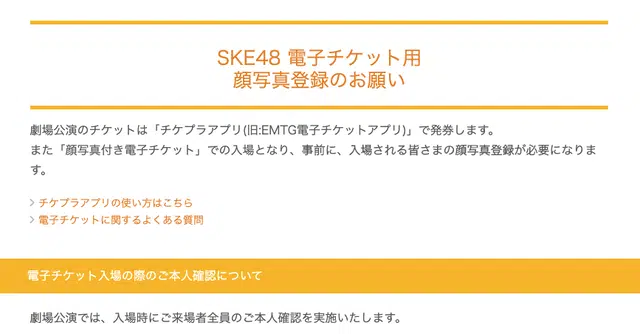 SKE48 電子チケット用
顔写真登録のお願い
劇場公演のチケットは「チケプラアプリ(旧:EMTG電子チケットアプリ)」で発券します。
また「顔写真付き電子チケット」での入場となり、事前に、入場される皆さまの顔写真登録が必要になりま
す。
チケプラアプリの使い方はこちら
電子チケットに関するよくある質問
電子チケット入場の際のご本人確認について
劇場公演では、入場時にご来場者全員のご本人確認を実施いたします。